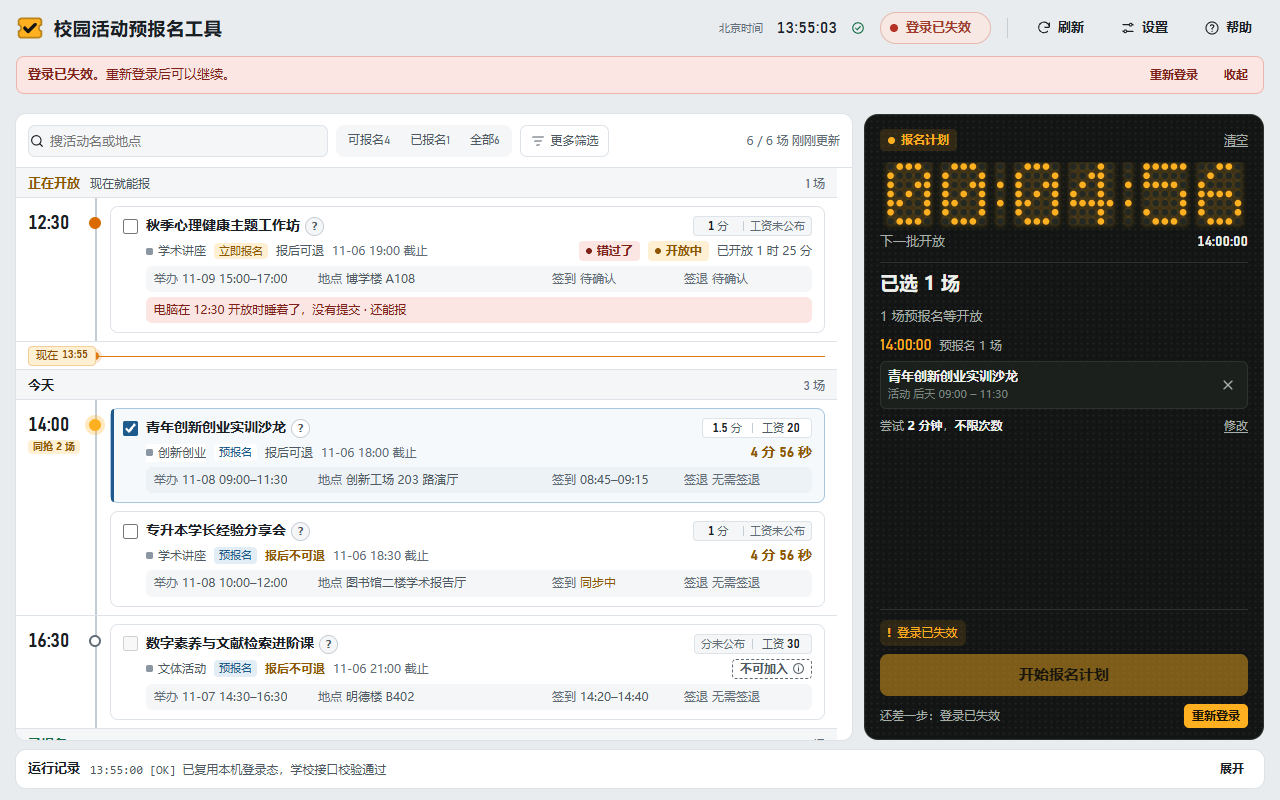 校园活动预报名工具
北京时间 13:55:03 登录已失效 刷新 设置 帮助
登录已失效。重新登录后可以继续。 重新登录 收起
搜活动名或地点 可报名4 已报名1 全部6 更多筛选 6 / 6 场 刚刚更新
正在开放 现在就能报 1 场
12:30 秋季心理健康主题工作坊 ? 1 分 工资未公布
学术讲座 立即报名 报后可退 11-06 19:00 截止 错过了 开放中 已开放 1 时 25 分
举办 11-09 15:00–17:00 地点 博学楼 A108 签到 待确认 签退 待确认
电脑在 12:30 开放时睡着了，没有提交 · 还能报
现在 13:55
今天 3 场
14:00 青年创新创业实训沙龙 ? 1.5 分 工资 20
同抢 2 场
创新创业 预报名 报后可退 11-06 18:00 截止 4 分 56 秒
举办 11-08 09:00–11:30 地点 创新工场 203 路演厅 签到 08:45–09:15 签退 无需签退
专升本学长经验分享会 ? 1 分 工资未公布
学术讲座 预报名 报后不可退 11-06 18:30 截止 4 分 56 秒
举办 11-08 10:00–12:00 地点 图书馆二楼学术报告厅 签到 同步中 签退 无需签退
16:30 数字素养与文献检索进阶课 ? 分未公布 工资 30
文体活动 预报名 报后不可退 11-06 21:00 截止 不可加入
举办 11-07 14:30–16:30 地点 明德楼 B402 签到 14:20–14:40 签退 无需签退
报名计划 清空
00:04:56
下一批开放 14:00:00
已选 1 场
1 场预报名等开放
14:00:00 预报名 1 场
青年创新创业实训沙龙
活动 后天 09:00 – 11:30
尝试 2 分钟，不限次数 修改
! 登录已失效
开始报名计划
还差一步：登录已失效 重新登录
运行记录 13:55:00 [OK] 已复用本机登录态，学校接口校验通过 展开